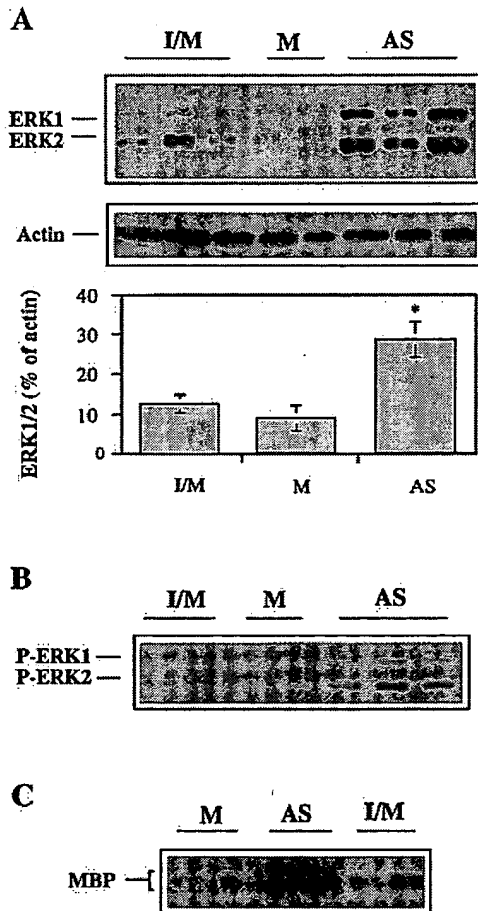 A
I/M M AS
ERK1
ERK2
Actin
40
30
20
10
0
ERK1/2 (% of actin)
*
I/M M AS
B
I/M M AS
P-ERK1
P-ERK2
C
M AS I/M
MBP